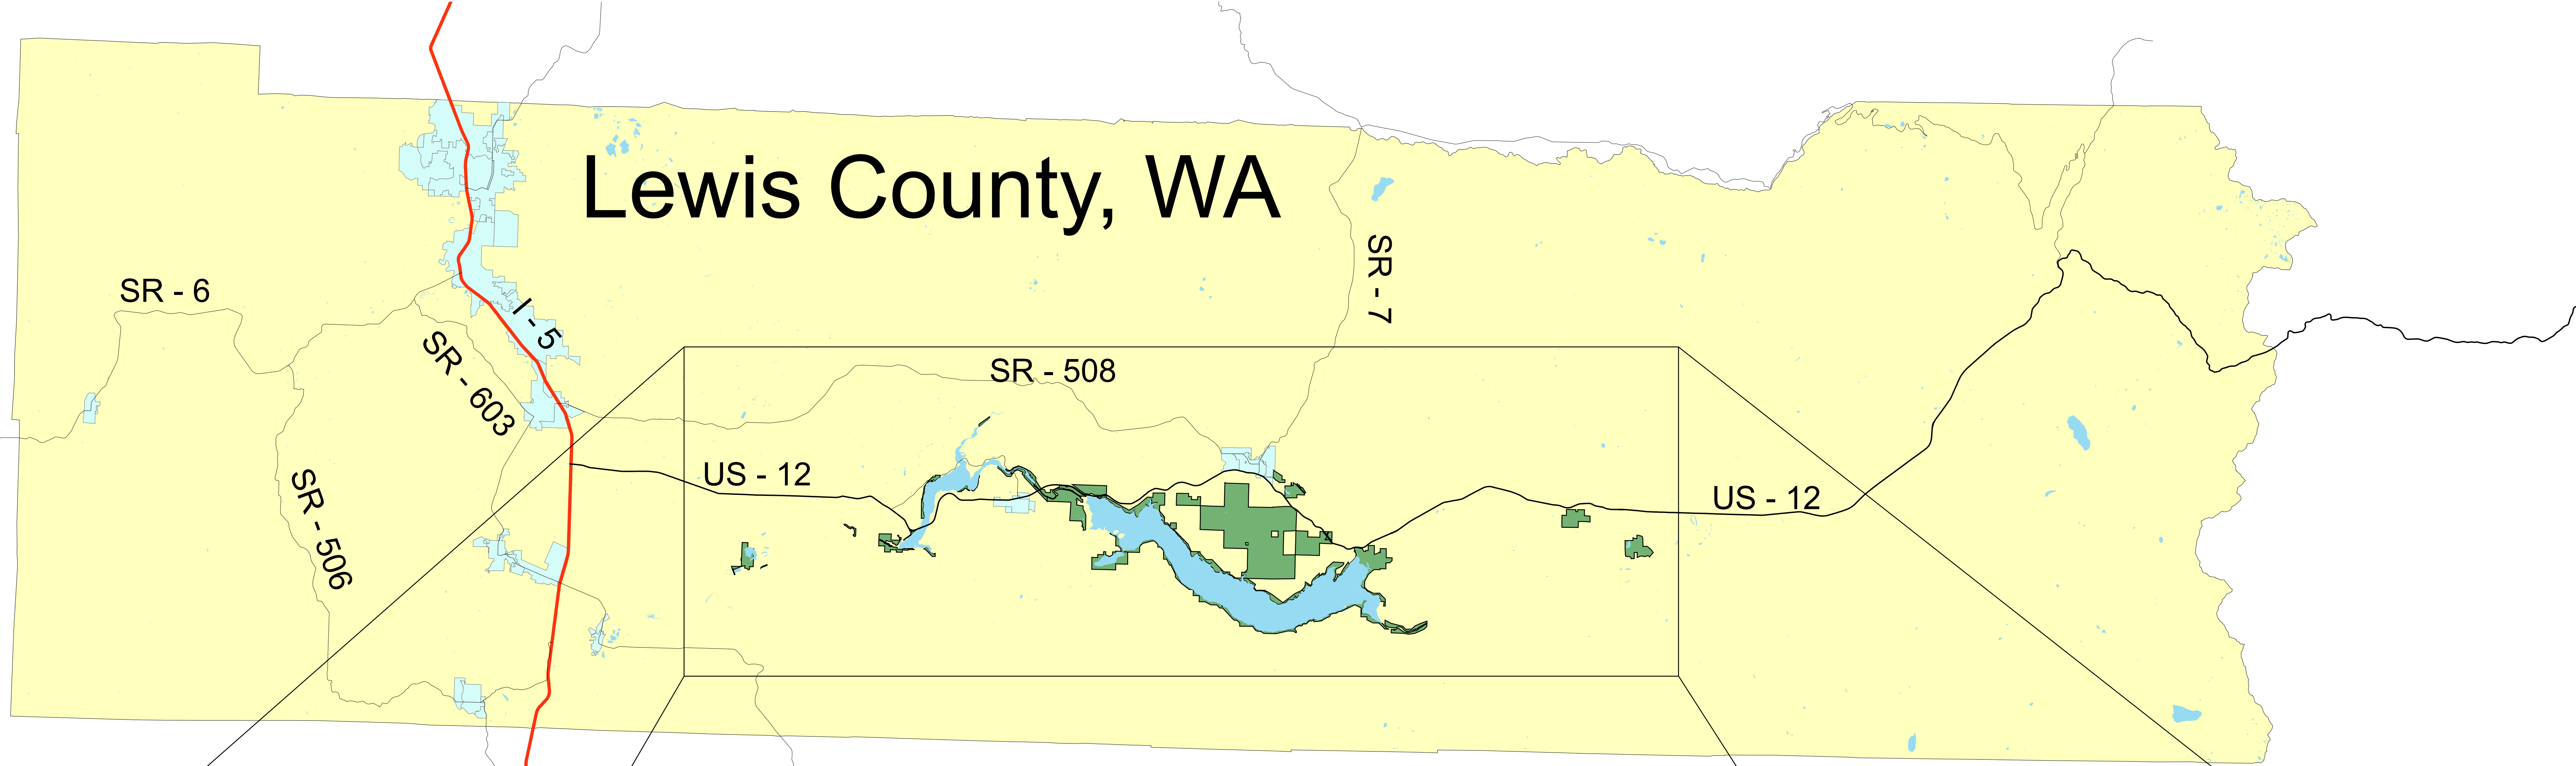 Lewis County, WA
SR - 6
I - 5
SR - 7
SR - 603
SR - 508
US - 12
US - 12
SR - 506